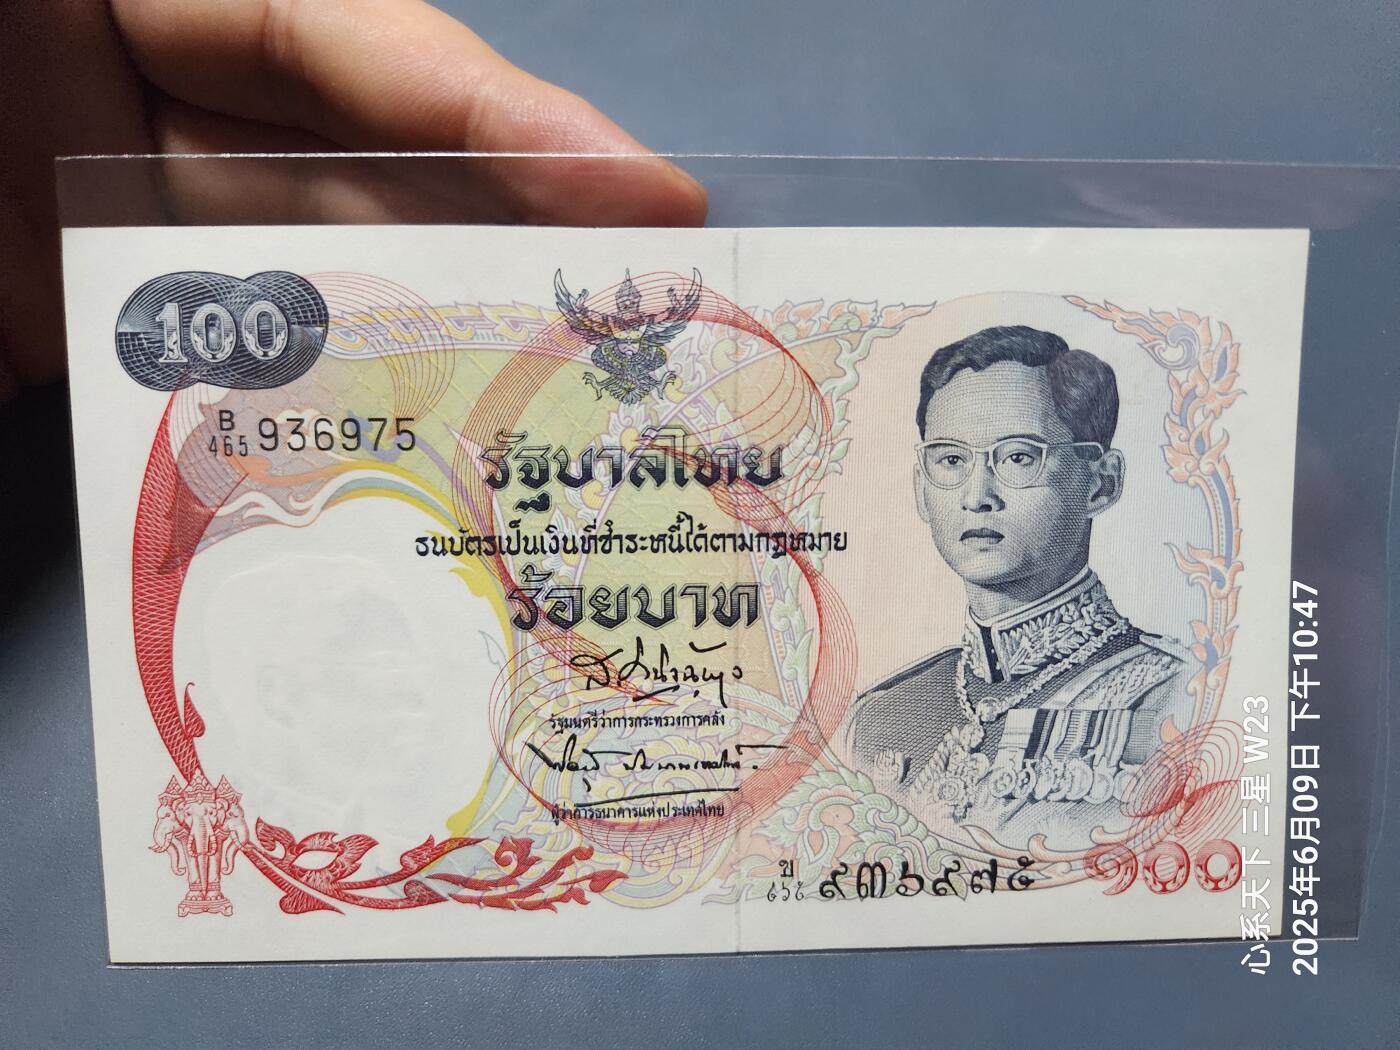 100
B
465 936975
รัฐบาลไทย
ธนบัตรเป็นเงินที่ชำระหนี้ได้ตามกฎหมาย
ร้อยบาท
รัฐมนตรีว่าการกระทรวงการคลัง
ผู้ว่าการธนาคารแห่งประเทศไทย
ข
๔๖๕ ๙๓๖๙๗๕
๑๐๐
心系天下 三星 W23
2025年6月09日 下午10:47